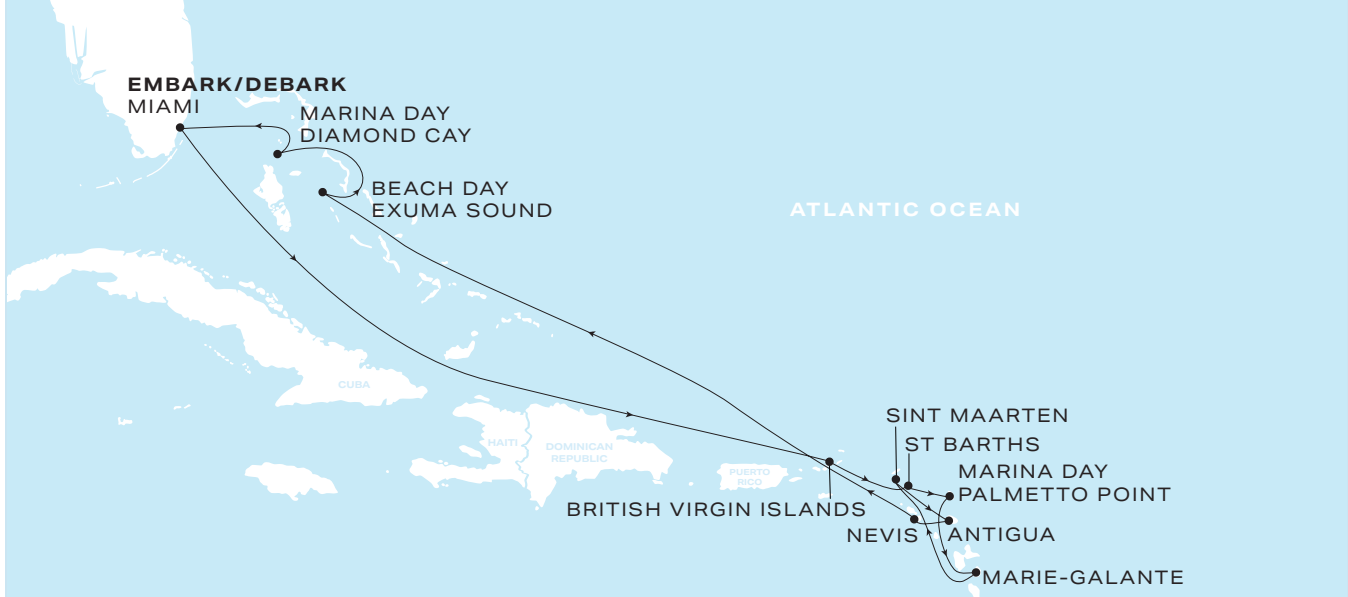 EMBARK/DEBARK
MIAMI
MARINA DAY
DIAMOND CAY
BEACH DAY
EXUMA SOUND
ATLANTIC OCEAN
CUBA
HAITI
DOMINICAN
REPUBLIC
PUERTO
RICO
SINT MAARTEN
ST BARTHS
MARINA DAY
PALMETTO POINT
BRITISH VIRGIN ISLANDS
NEVIS
ANTIGUA
MARIE-GALANTE